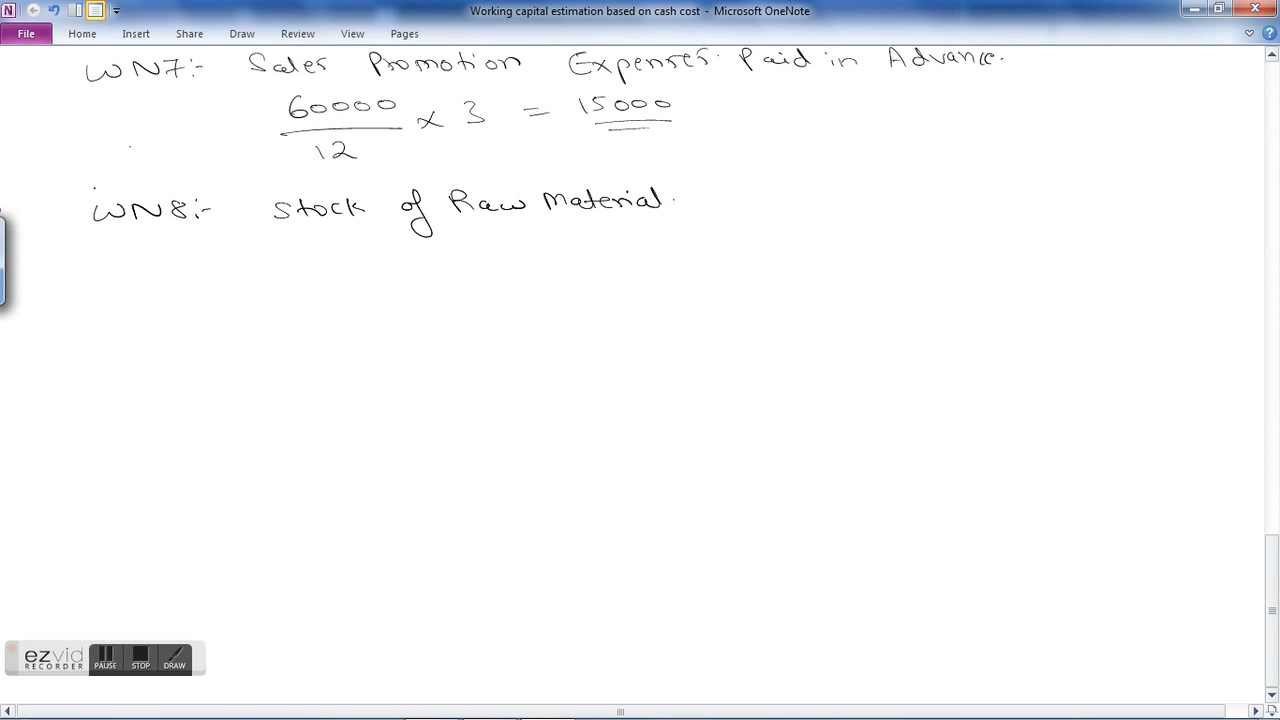 Working capital estimation based on cash cost - Microsoft OneNote
File Home Insert Share Draw Review View Pages
WN7:- Sales Promotion Expenses Paid in Advance.
60000 / 12 × 3 = 15000
WN8:- Stock of Raw Material.
ezvid
RECORDER
PAUSE STOP DRAW